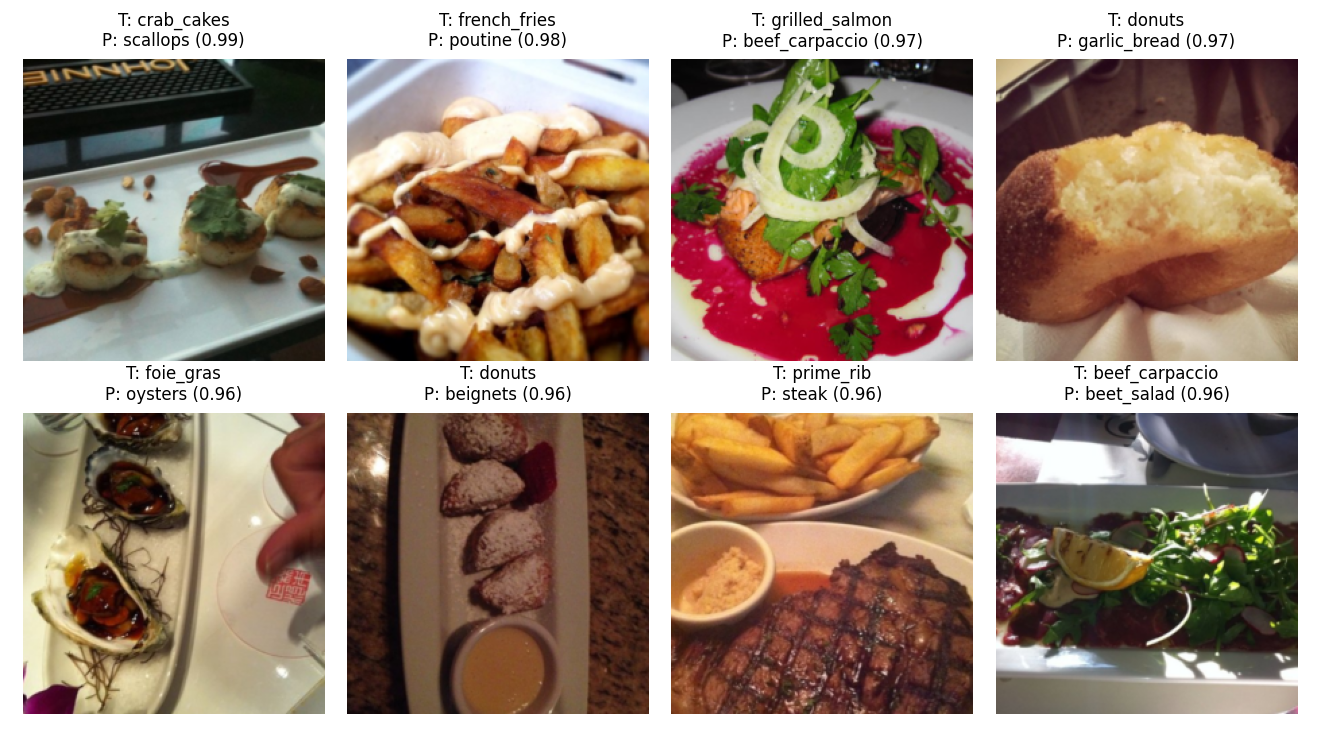 T: crab_cakes
P: scallops (0.99)
T: french_fries
P: poutine (0.98)
T: grilled_salmon
P: beef_carpaccio (0.97)
T: donuts
P: garlic_bread (0.97)
JOHNNIE
T: foie_gras
P: oysters (0.96)
T: donuts
P: beignets (0.96)
T: prime_rib
P: steak (0.96)
T: beef_carpaccio
P: beet_salad (0.96)